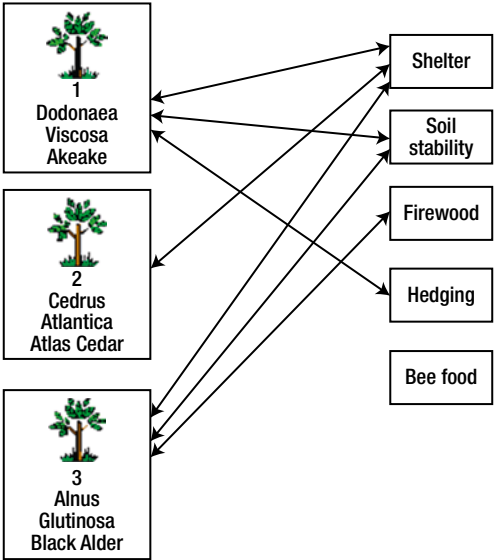 1
Dodonaea
Viscosa
Akeake
2
Cedrus
Atlantica
Atlas Cedar
3
Alnus
Glutinosa
Black Alder
Shelter
Soil
stability
Firewood
Hedging
Bee food